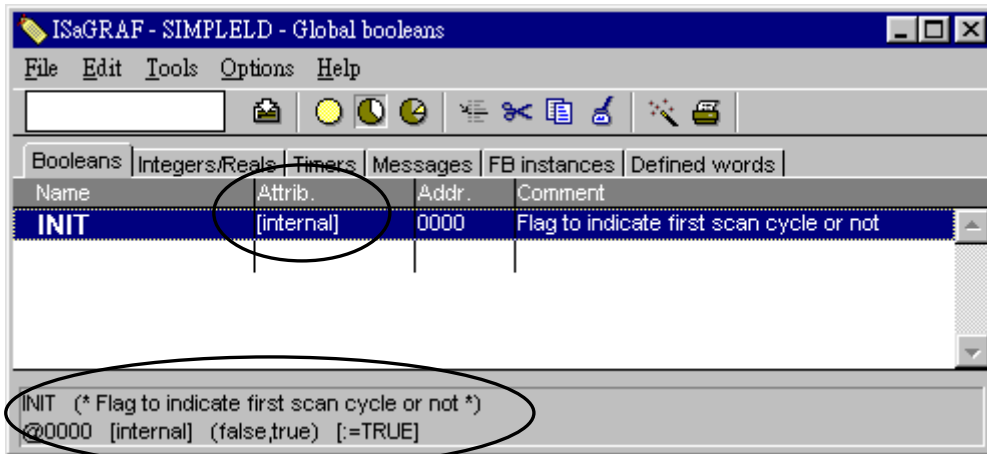 ISaGRAF - SIMPLELD - Global booleans
File Edit Tools Options Help
Booleans Integers/Reals Timers Messages FB instances Defined words
Name Attrib. Addr. Comment
INIT [internal] 0000 Flag to indicate first scan cycle or not
INIT (* Flag to indicate first scan cycle or not *)
@0000 [internal] (false,true) [:=TRUE]